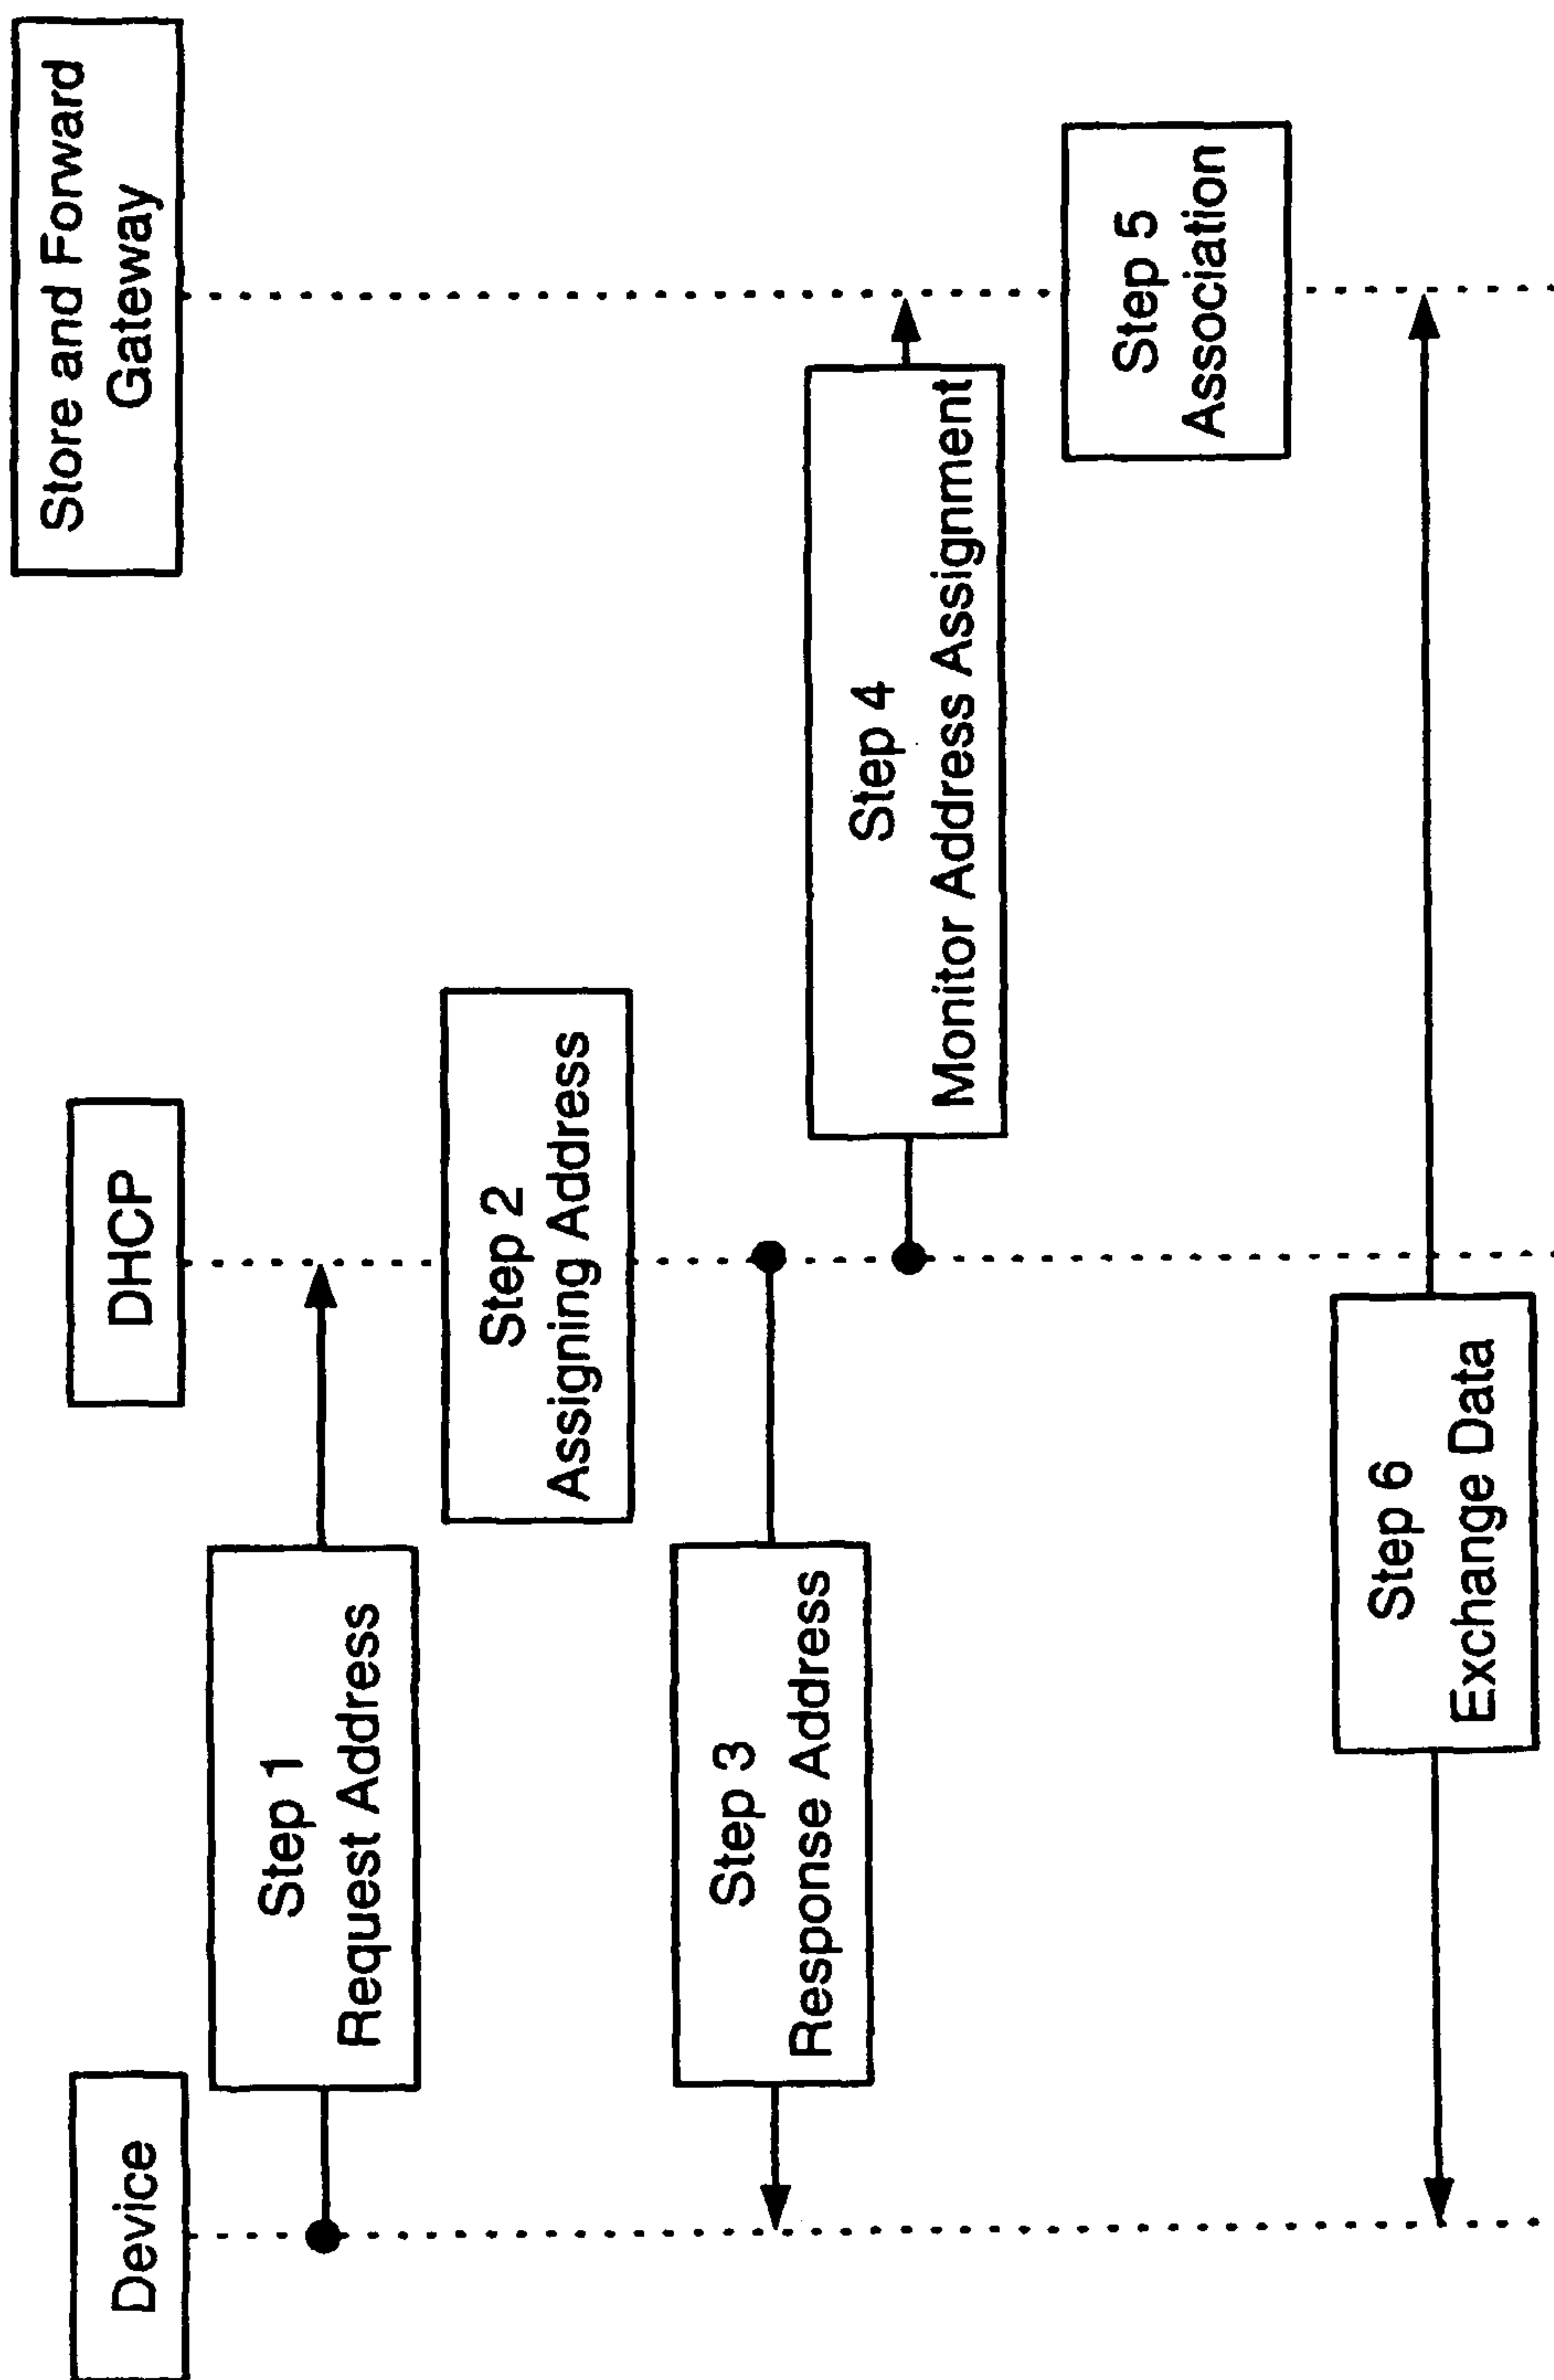 Device
DHCP
Store and Forward
Gateway
Step 1
Request Address
Step 2
Assigning Address
Step 3
Response Address
Step 4
Monitor Address Assignment
Step 5
Association
Step 6
Exchange Data